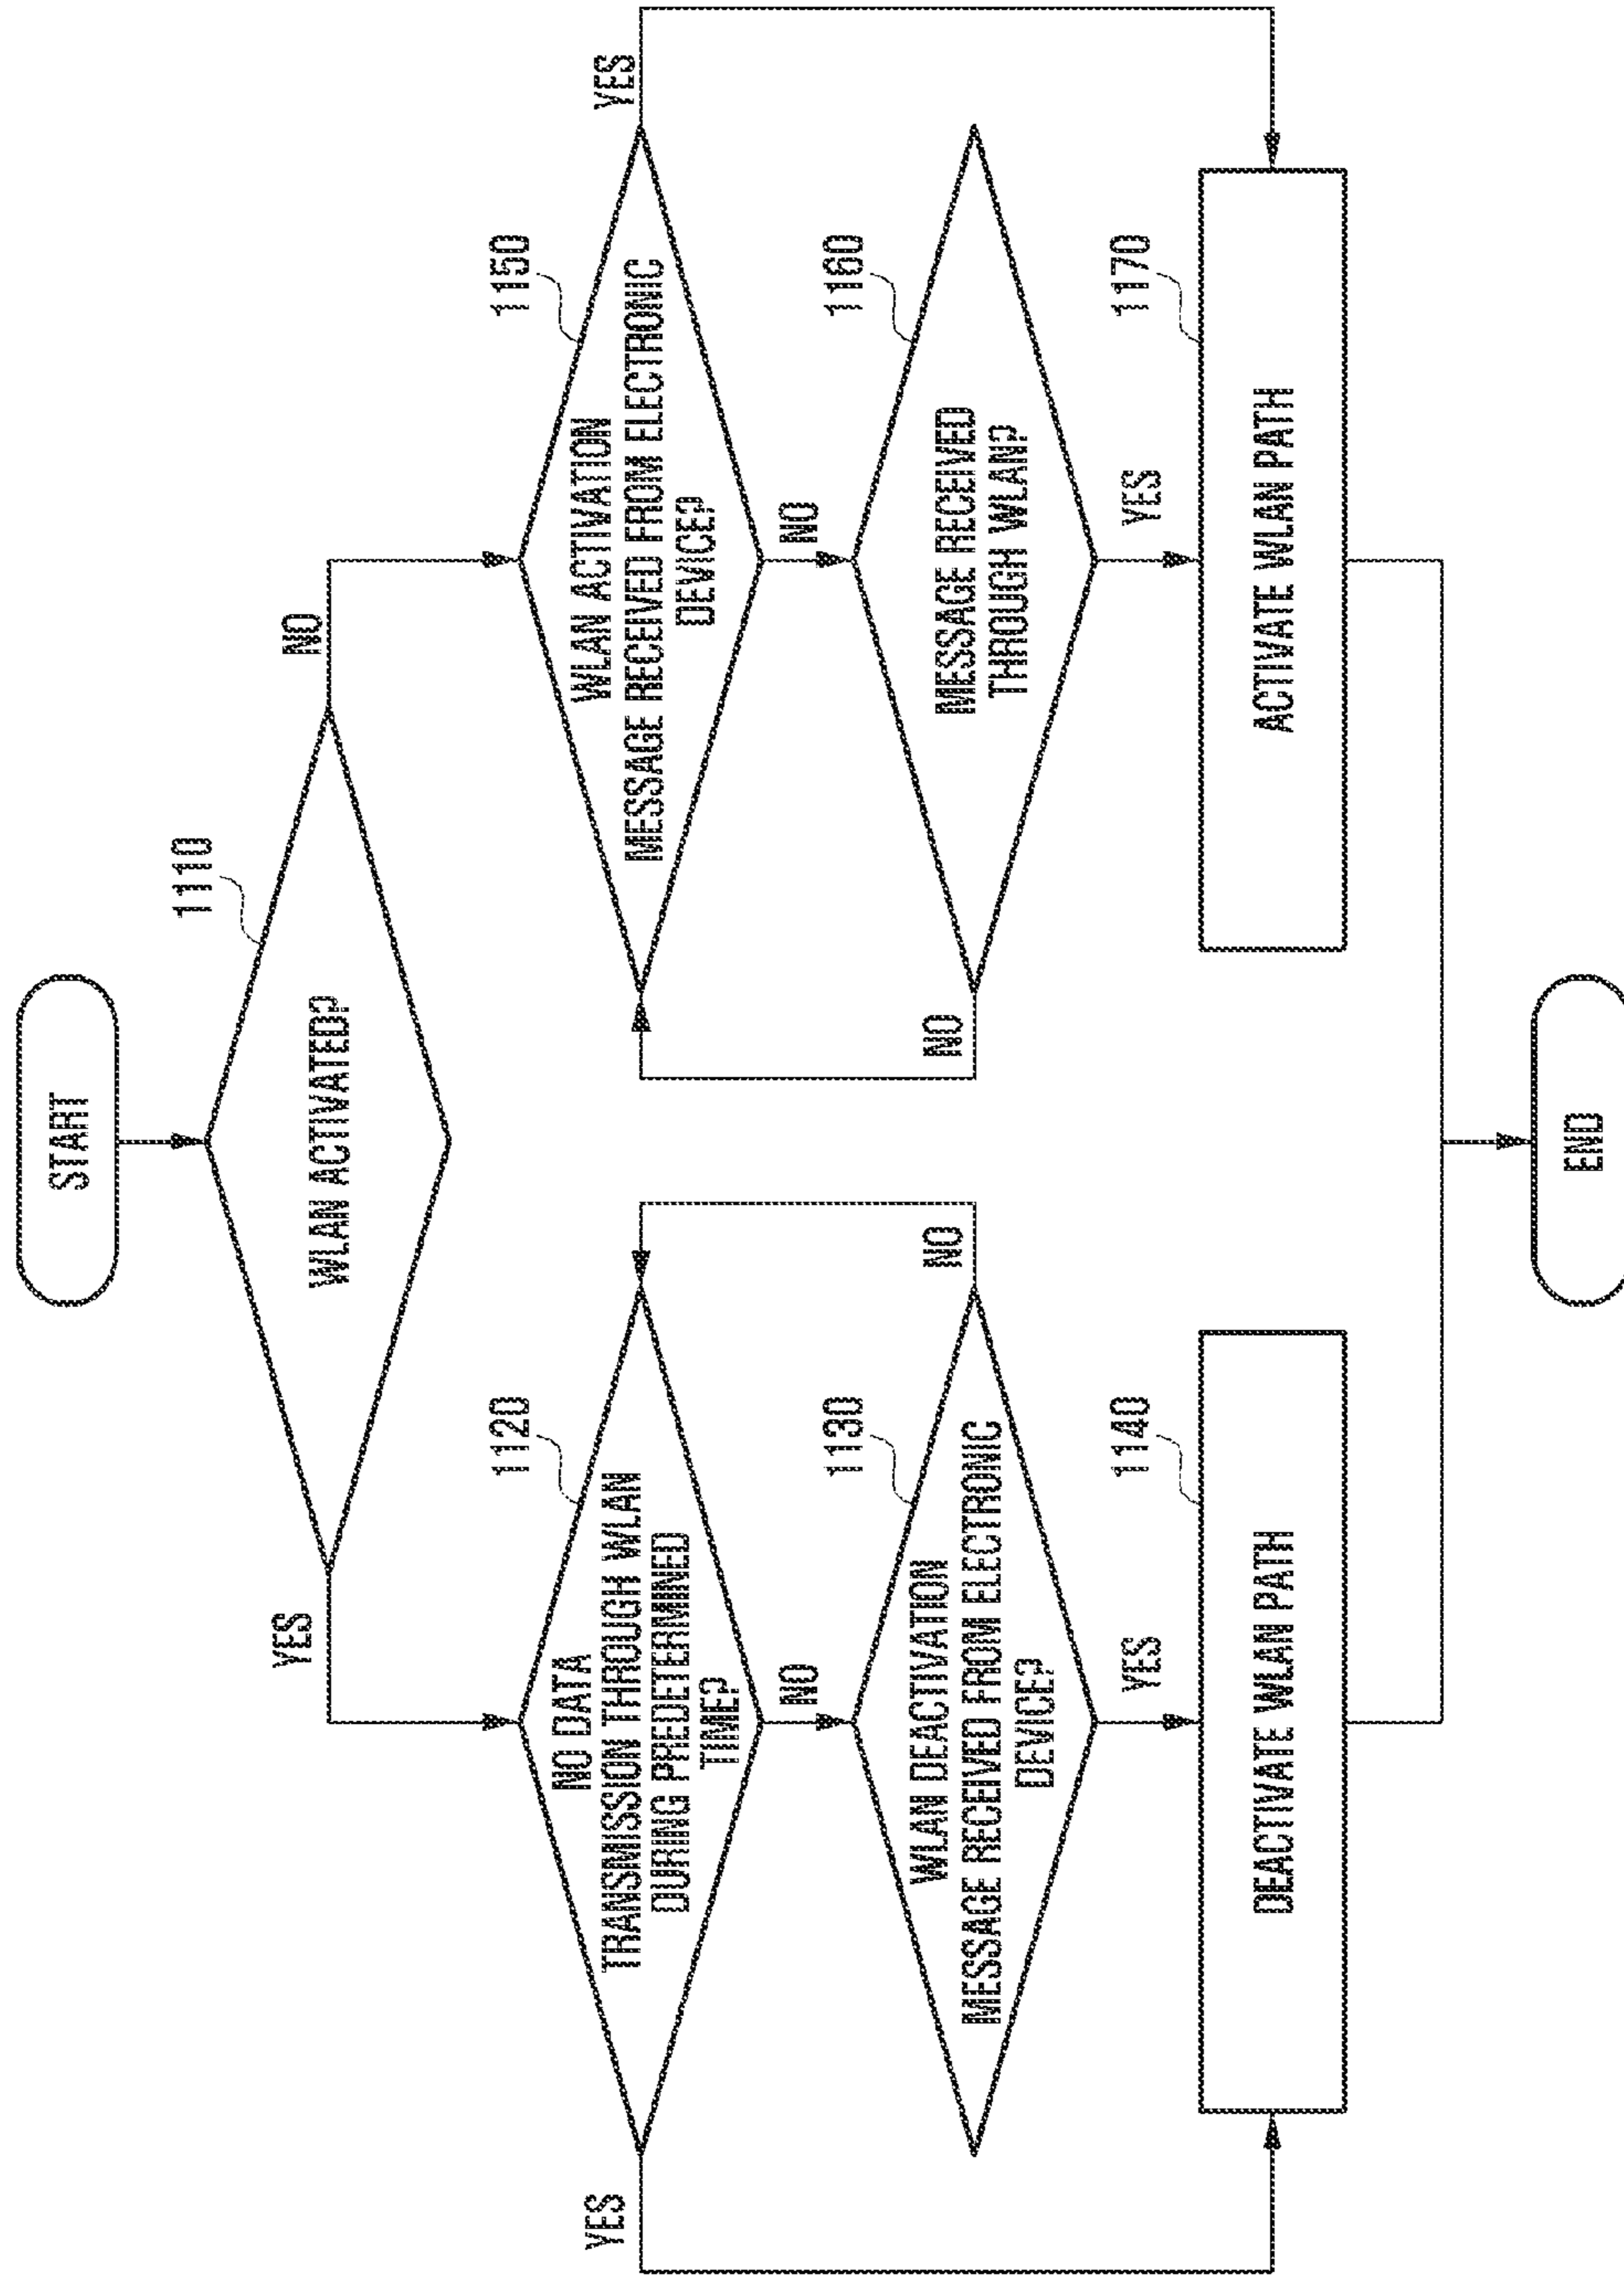 START
1110
WLAN ACTIVATED?
YES
NO
1120
NO DATA
TRANSMISSION THROUGH WLAN
DURING PREDETERMINED
TIME?
YES
NO
1130
WLAN DEACTIVATION
MESSAGE RECEIVED FROM ELECTRONIC
DEVICE?
NO
YES
1140
DEACTIVATE WLAN PATH
1150
WLAN ACTIVATION
MESSAGE RECEIVED FROM ELECTRONIC
DEVICE?
YES
NO
1160
MESSAGE RECEIVED
THROUGH WLAN?
NO
YES
1170
ACTIVATE WLAN PATH
END